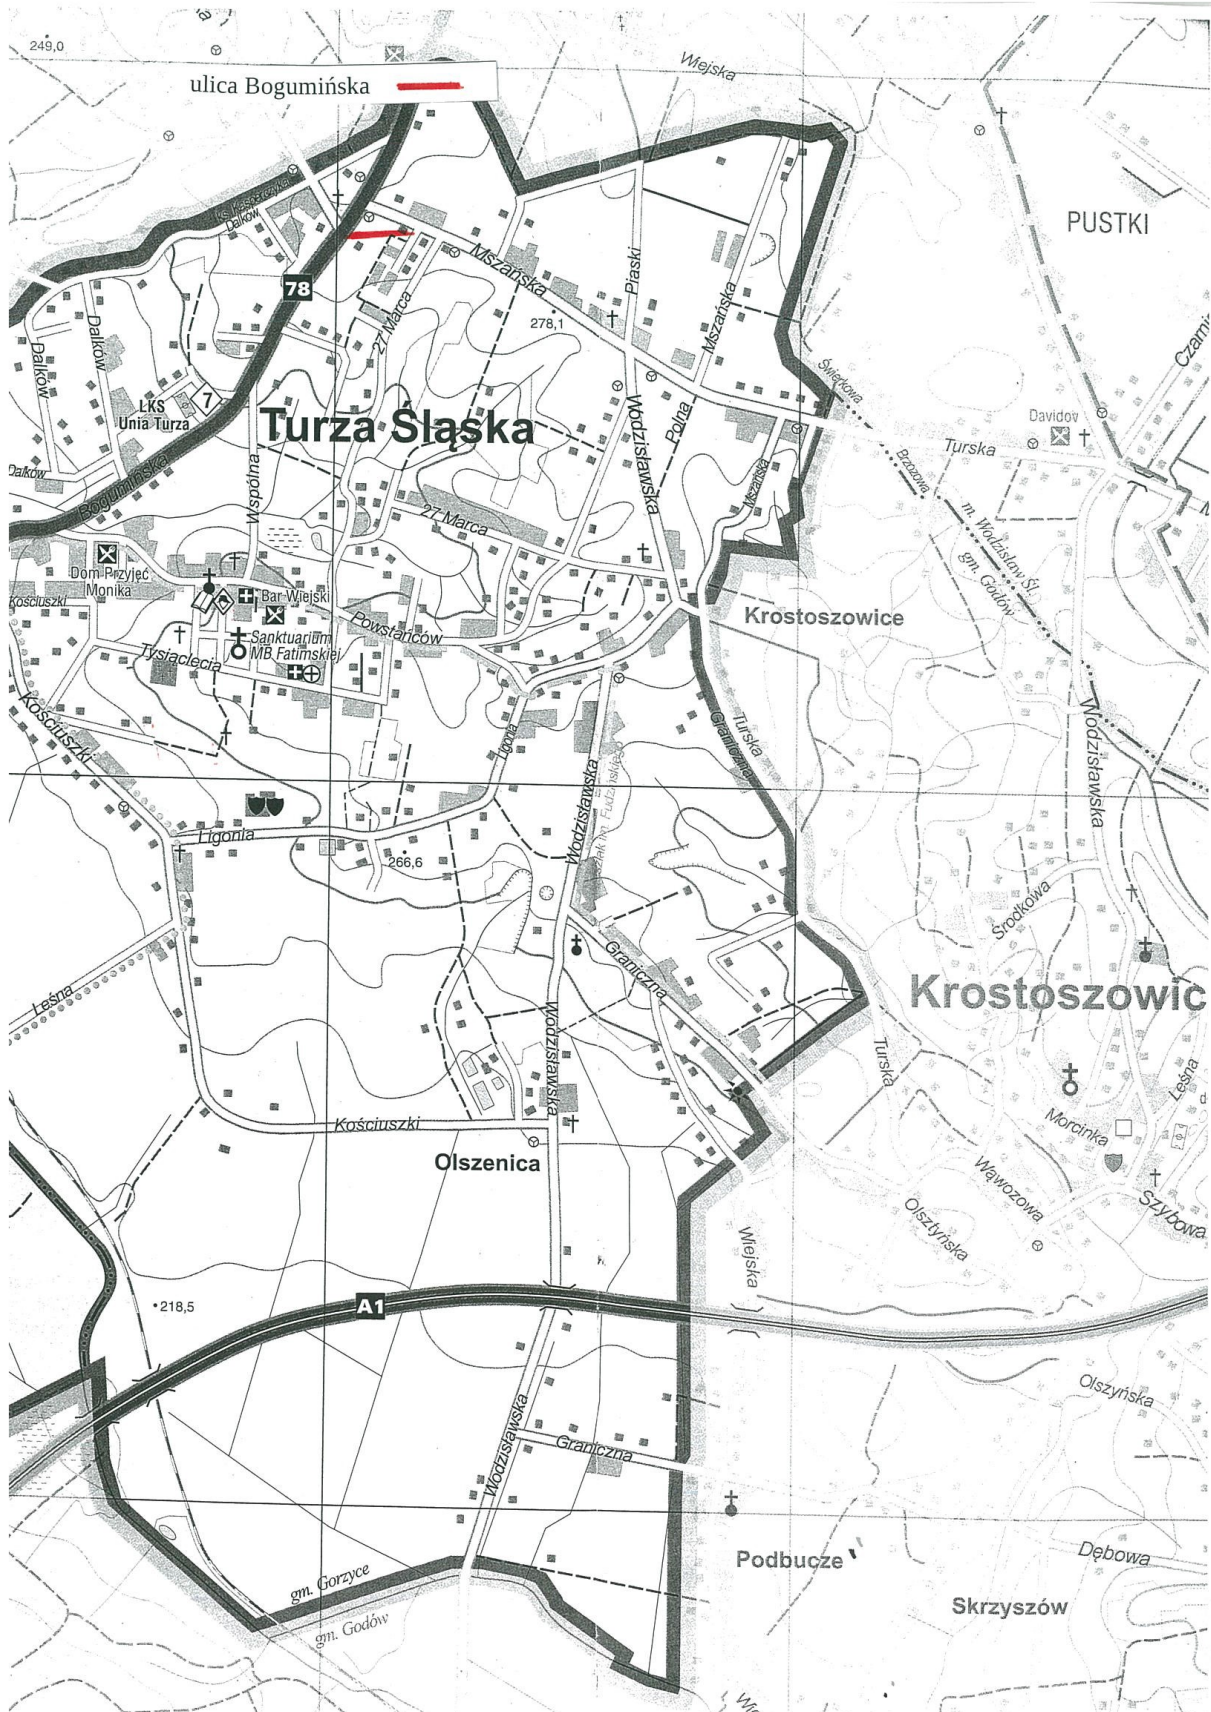 249,0
ulica Bogumińska
Wiejska
Dalków
PUSTKI
Mszańska
Piaski
78
27 Marca
278,1
Mszańska
Dalków
Dalków
Świerkowa
LKS
Unia Turza
7
Turza Śląska
Wodzisławska
Polna
Davidov
Turska
Dalków
Bogumińska
Wspólna
Mszańska
Brzozowa
27 Marca
m. Wodzisław Śl.
gm. Godów
Dom Przyjęć
Monika
Bar Wiejski
Kościuszki
Powstańców
Krostoszowice
Sanktuarium
MB Fatimskiej
Tysiąclecia
Kościuszki
Ligonia
Turska
Graniczna
Wodzisławska
Wodzisławska
Ligonia
266,6
Środkowa
Graniczna
Leśna
Krostoszowic
Wodzisławska
Turska
Leśna
Kościuszki
Morcinka
Olszenica
Wąwozowa
Szybowa
Olsztyńska
Wiejska
218,5
A1
Olszyńska
Wodzisławska
Graniczna
Podbucze
Dębowa
gm. Gorzyce
gm. Godów
Skrzyszów